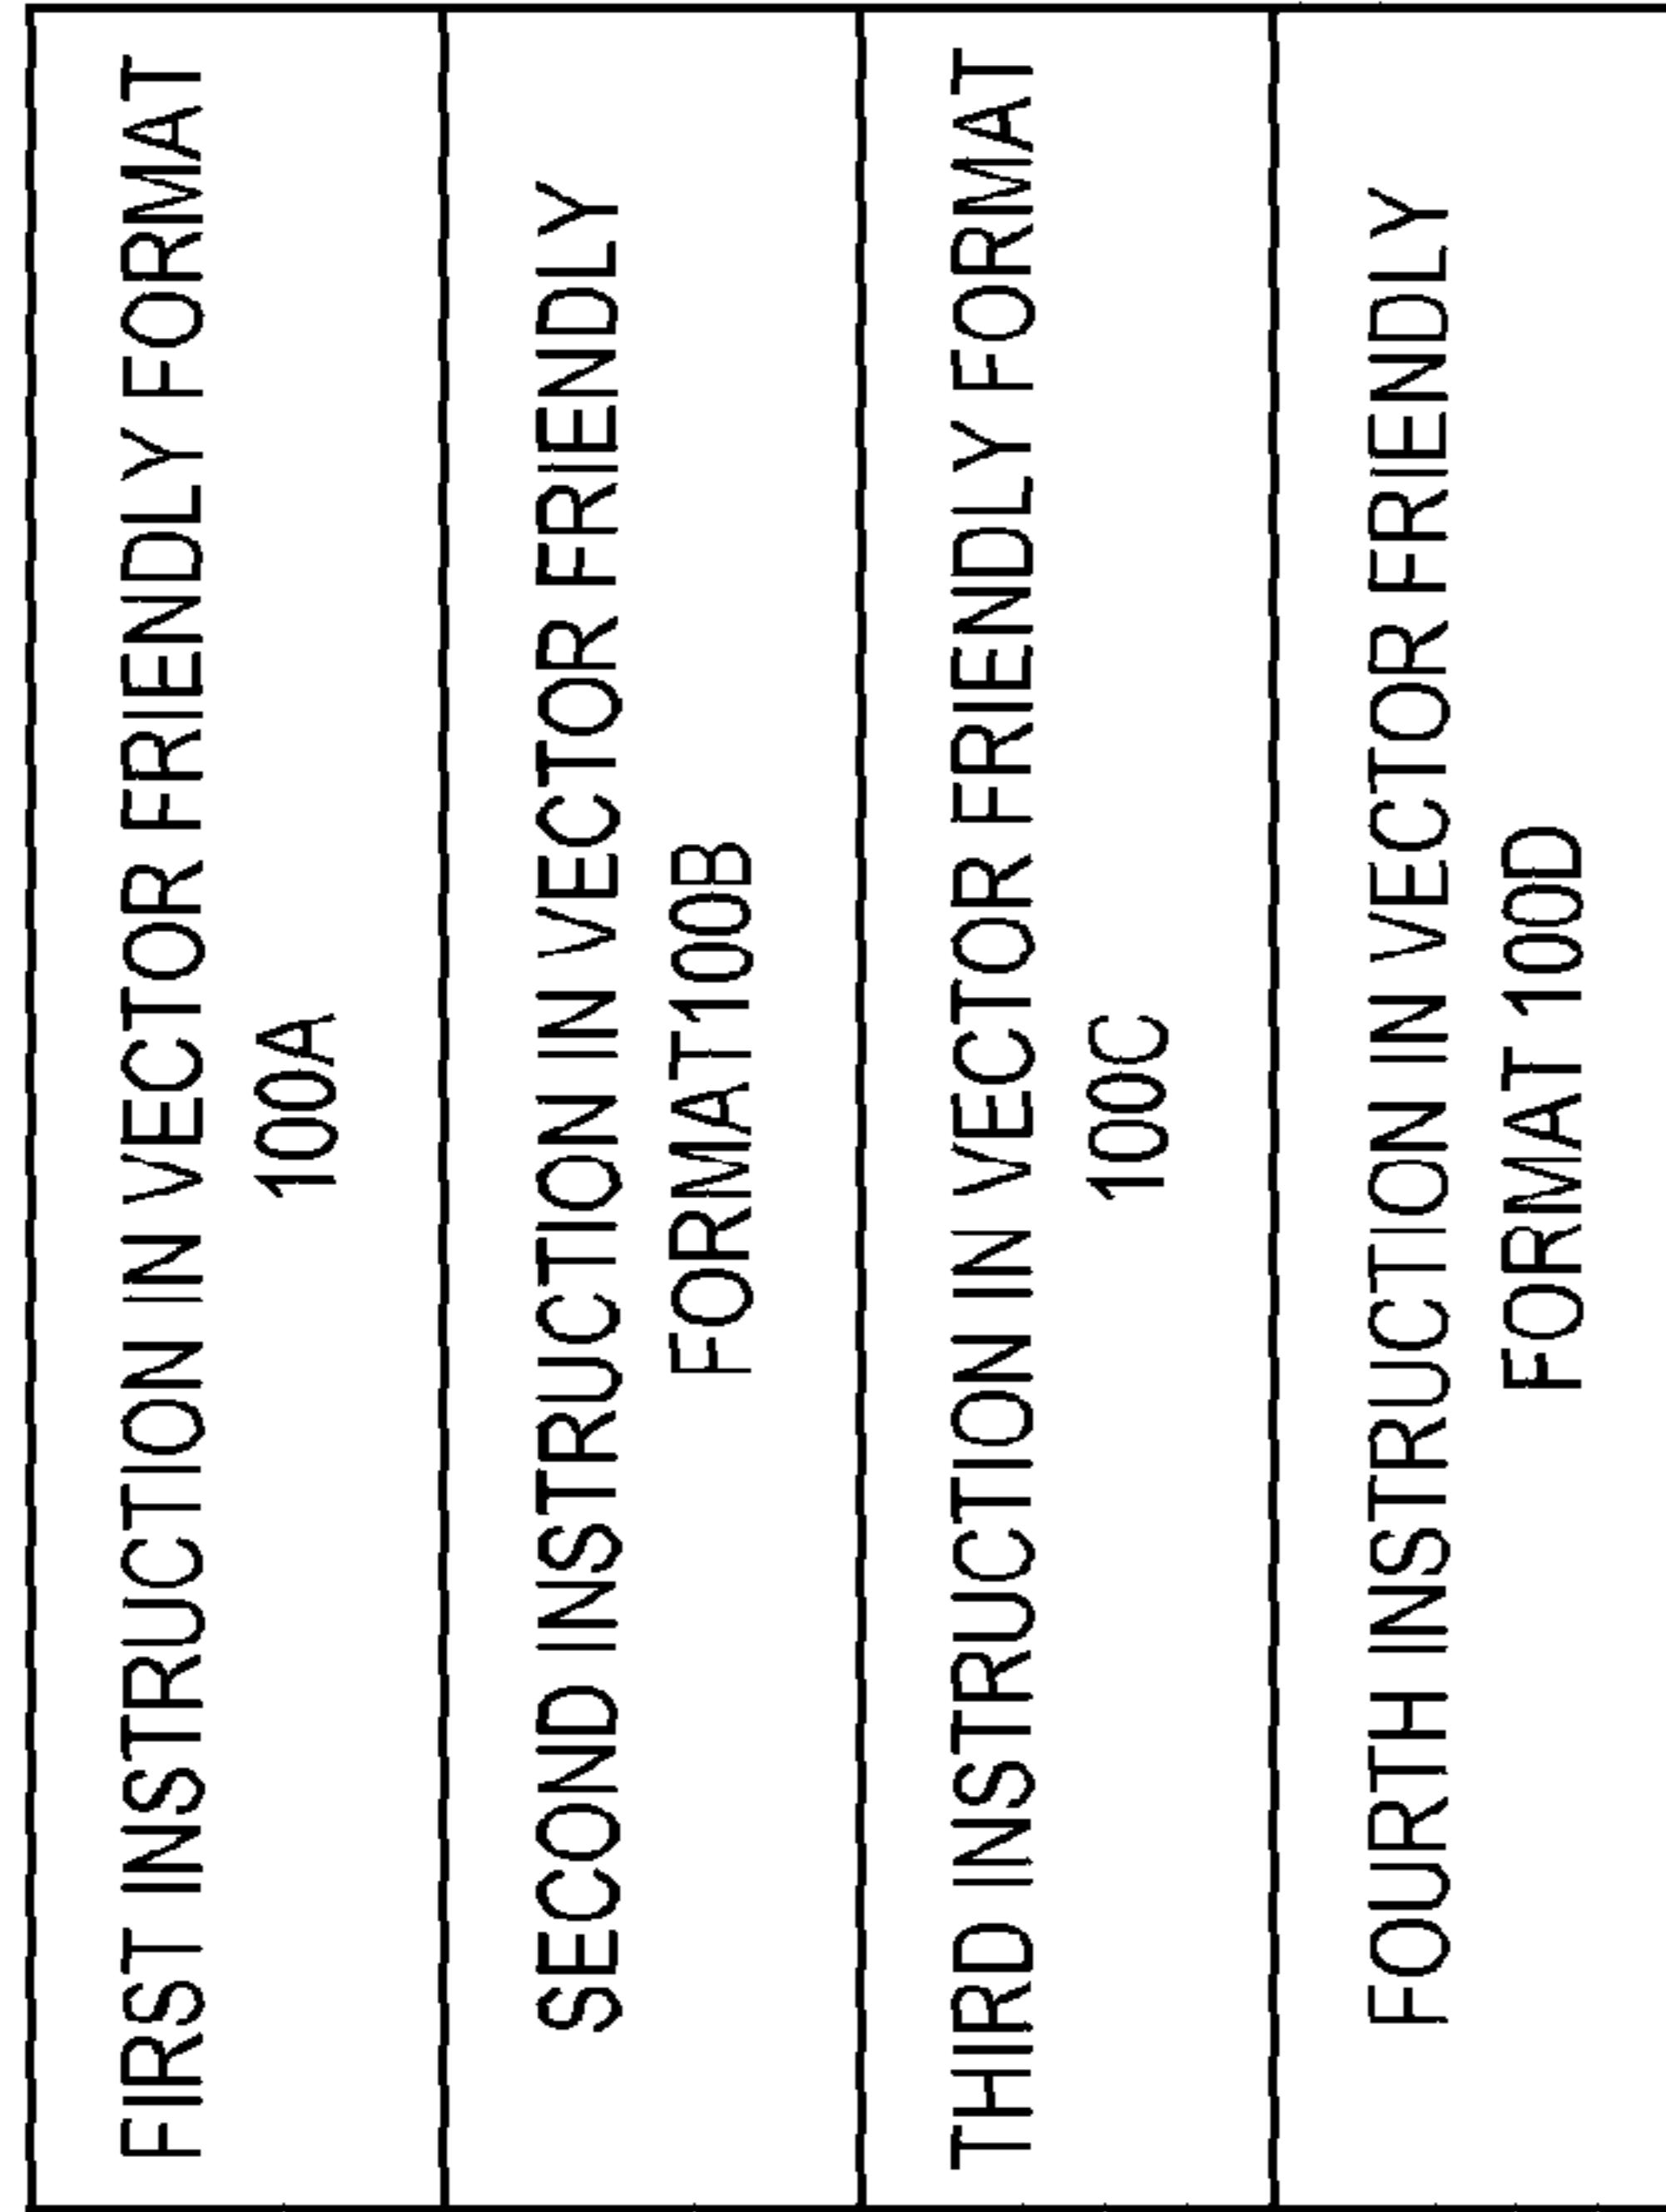 FIRST INSTRUCTION IN VECTOR FRIENDLY FORMAT
100A
SECOND INSTRUCTION IN VECTOR FRIENDLY
FORMAT100B
THIRD INSTRUCTION IN VECTOR FRIENDLY FORMAT
100C
FOURTH INSTRUCTION IN VECTOR FRIENDLY
FORMAT 100D